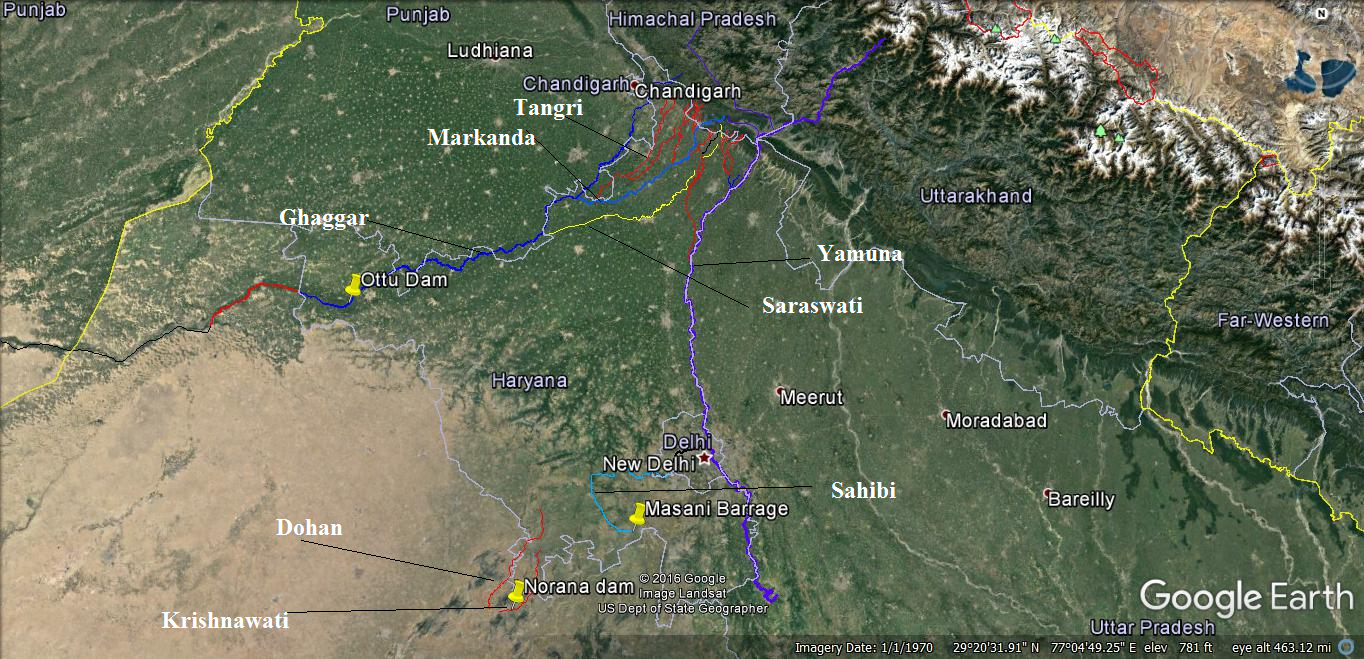 Punjab
Punjab
Himachal Pradesh
N
Ludhiana
Chandigarh
Chandigarh
Tangri
Markanda
Uttarakhand
Ghaggar
Yamuna
Ottu Dam
Saraswati
Far-Western
Haryana
Meerut
Moradabad
Delhi
New Delhi
Sahibi
Bareilly
Masani Barrage
Dohan
Norana dam
© 2016 Google
Image Landsat
US Dept of State Geographer
Krishnawati
Google Earth
Uttar Pradesh
Imagery Date: 1/1/1970 29°20'31.91" N 77°04'49.25" E elev 781 ft eye alt 463.12 mi